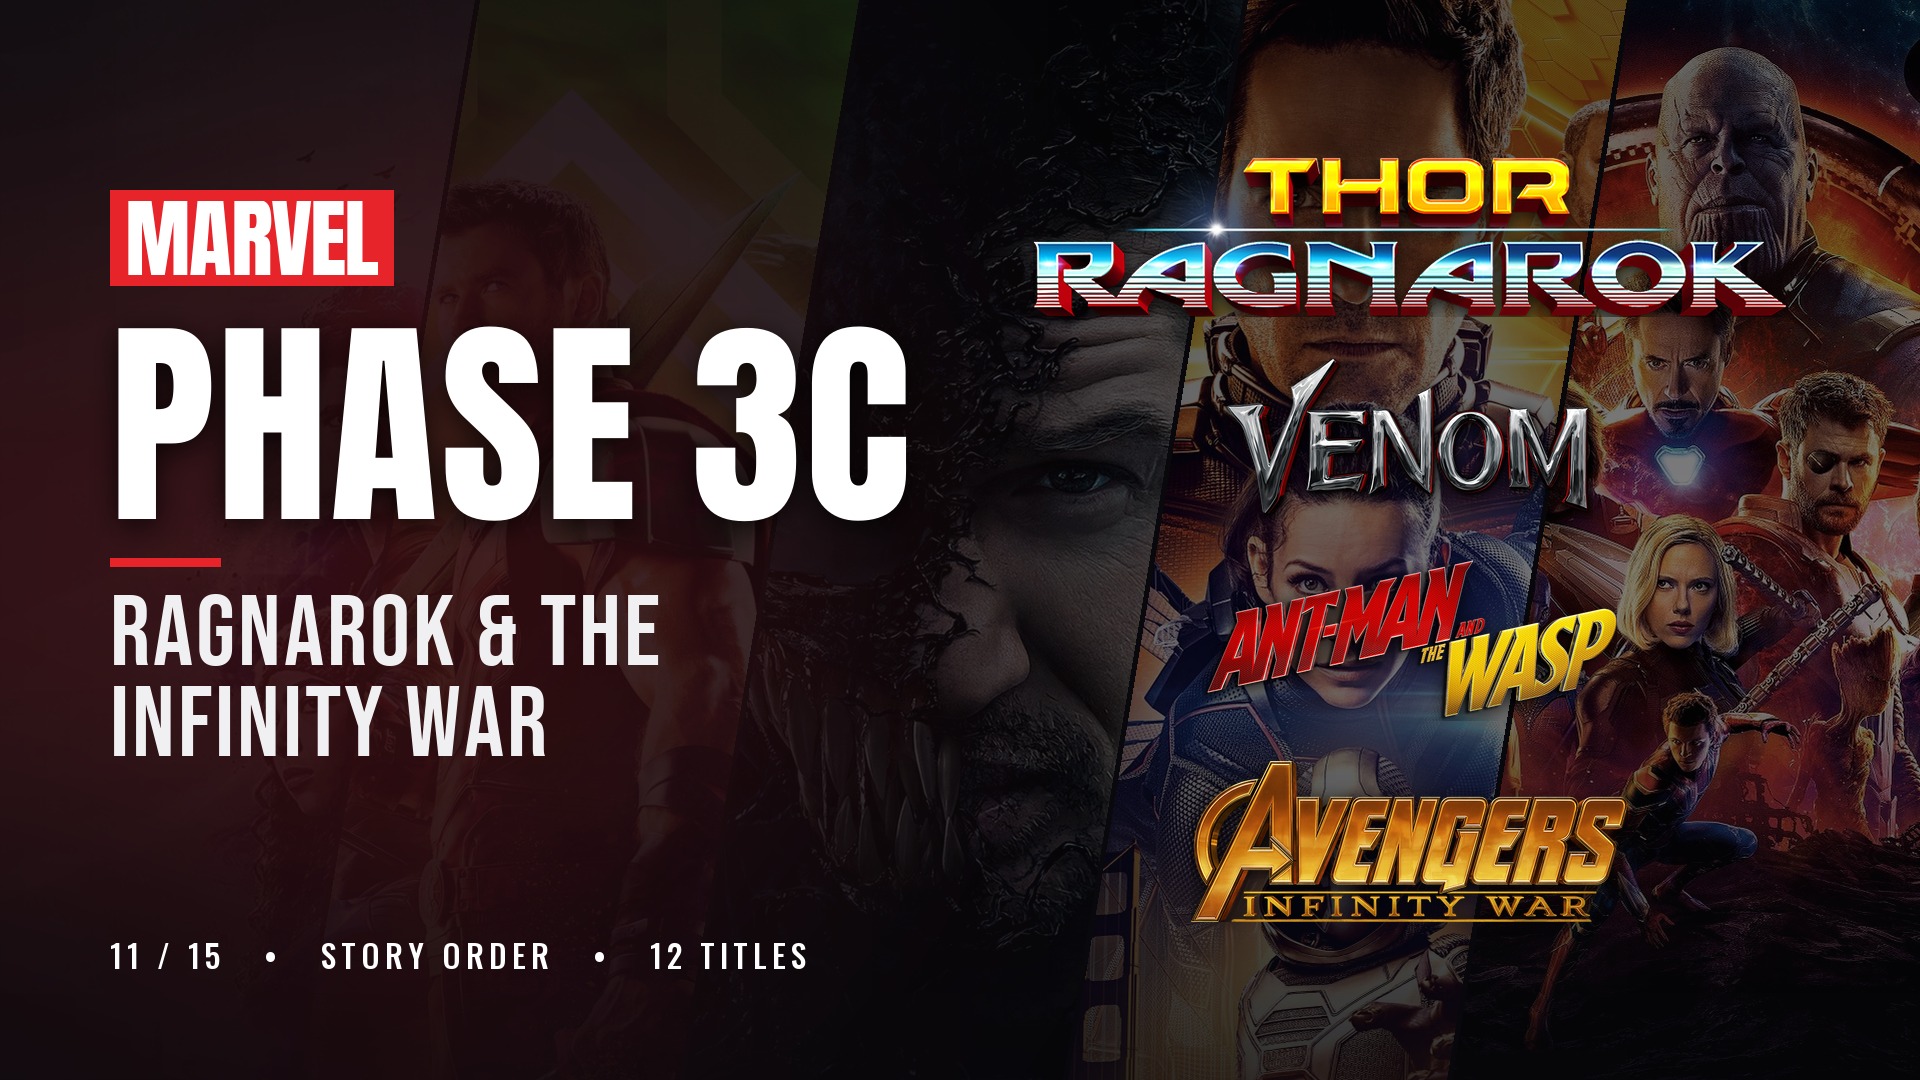 MARVEL
PHASE 3C
RAGNAROK & THE
INFINITY WAR
11 / 15 • STORY ORDER • 12 TITLES
THOR
RAGNAROK
VENOM
ANT-MAN
AND
THE WASP
AVENGERS
INFINITY WAR